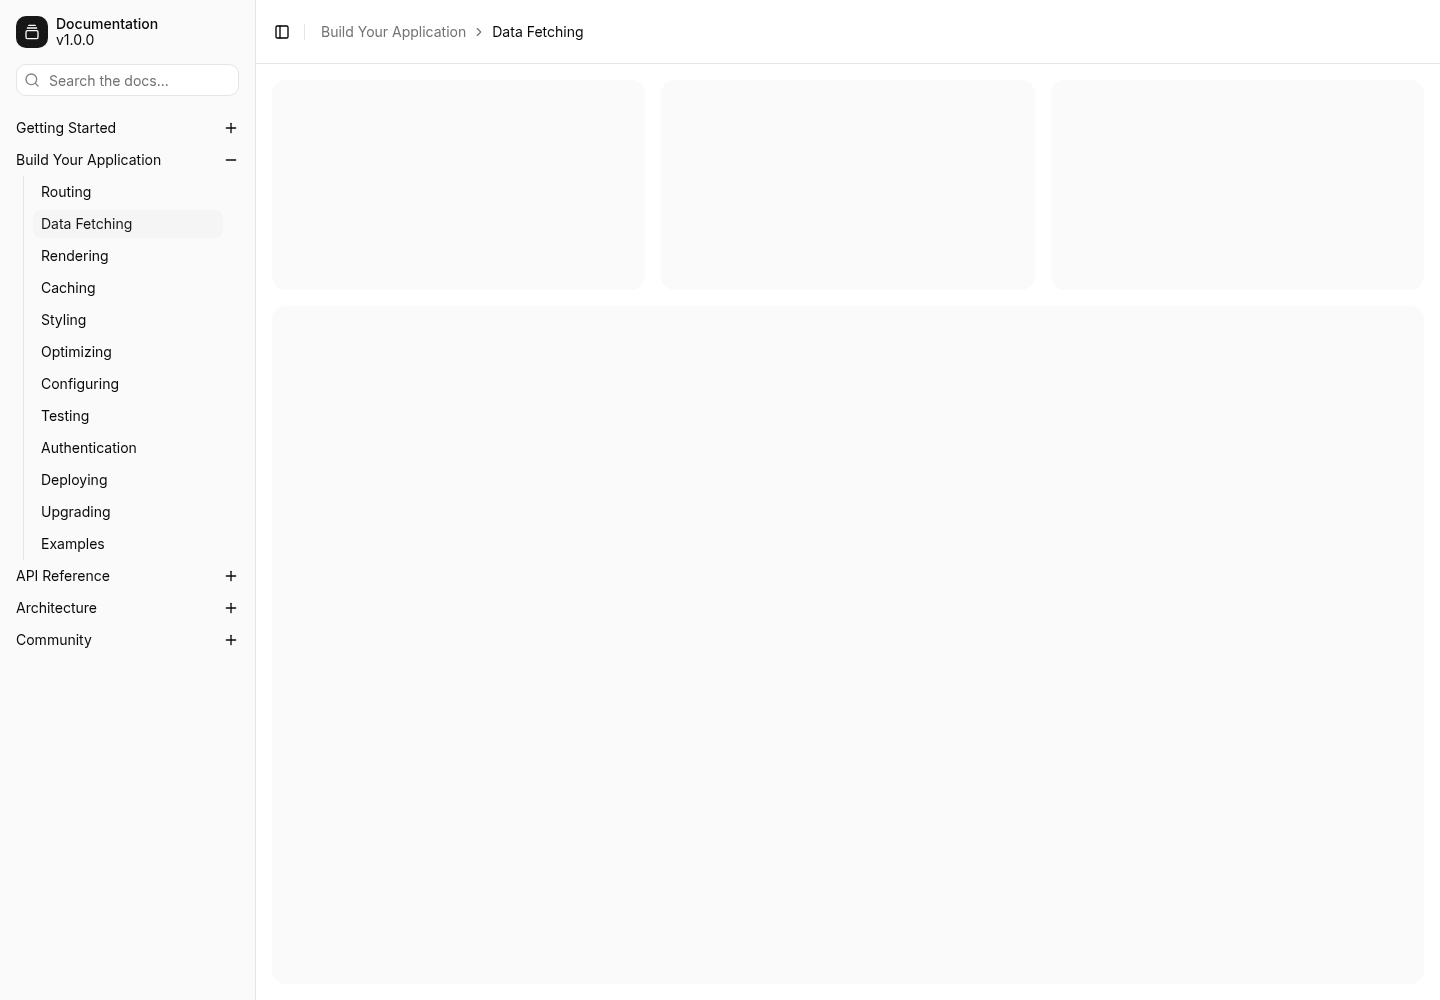 Documentation
v1.0.0
Search the docs...
Getting Started
Build Your Application
Routing
Data Fetching
Rendering
Caching
Styling
Optimizing
Configuring
Testing
Authentication
Deploying
Upgrading
Examples
API Reference
Architecture
Community
Build Your Application > Data Fetching